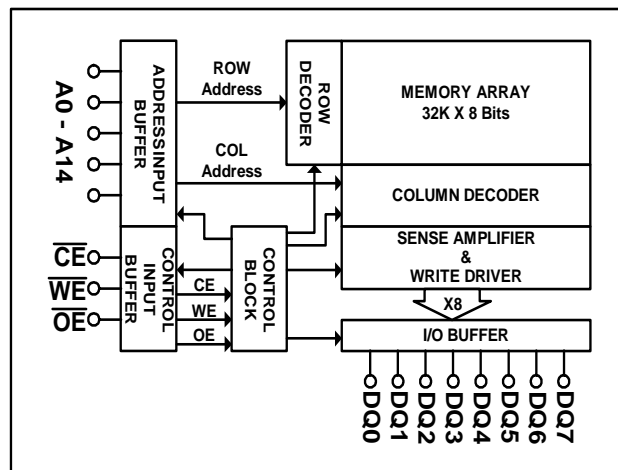 A0 - A14
ADDRESSINPUT
BUFFER
ROW
Address
COL
Address
ROW
DECODER
MEMORY ARRAY
32K X 8 Bits
COLUMN DECODER
SENSE AMPLIFIER
&
WRITE DRIVER
X8
I/O BUFFER
CE
WE
OE
CONTROL
INPUT
BUFFER
CE
WE
OE
CONTROL
BLOCK
DQ0
DQ1
DQ2
DQ3
DQ4
DQ5
DQ6
DQ7